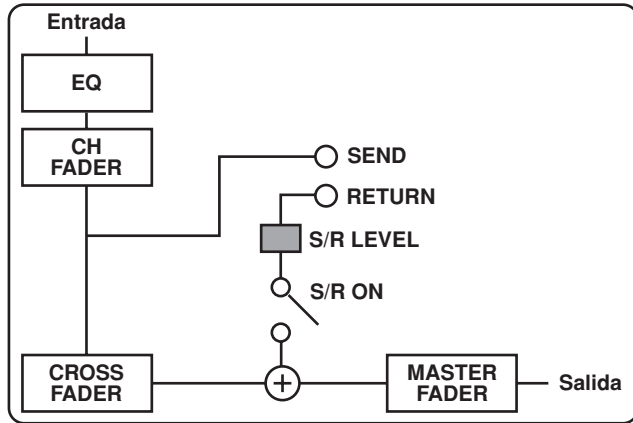 Entrada
EQ
CH
FADER
SEND
RETURN
S/R LEVEL
S/R ON
CROSS
FADER
+
MASTER
FADER
Salida